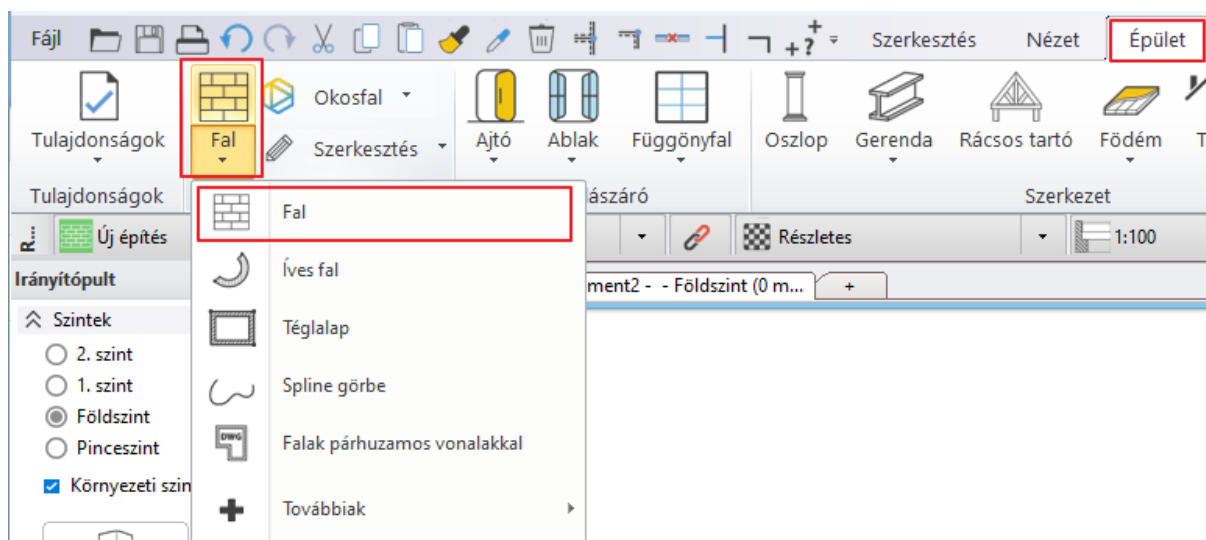 Fájl Szerkesztés Nézet Épület
Okosfal
Tulajdonságok Fal Szerkesztés Ajtó Ablak Függönyfal Oszlop Gerenda Rácsos tartó Födém
Tulajdonságok ászáró Szerkezet
R... Új építés Részletes 1:100
Fal
Irányítópult
Íves fal
ment2 - - Földszint (0 m... +
Szintek
Téglalap
2. szint
1. szint
Spline görbe
Földszint
DWG
Falak párhuzamos vonalakkal
Pinceszint
Környezeti szin
Továbbiak